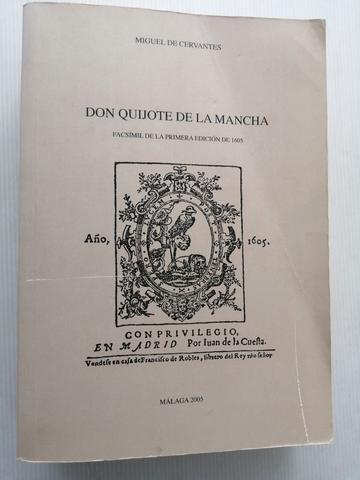 MIGUEL DE CERVANTES
DON QUIJOTE DE LA MANCHA
FACSÍMIL DE LA PRIMERA EDICIÓN DE 1605
Año, 1605.
CON PRIVILEGIO,
EN MADRID Por Iuan de la Cuesta.
Vendese en casa de Francisco de Robles, librero del Rey nro señor
MÁLAGA 2005